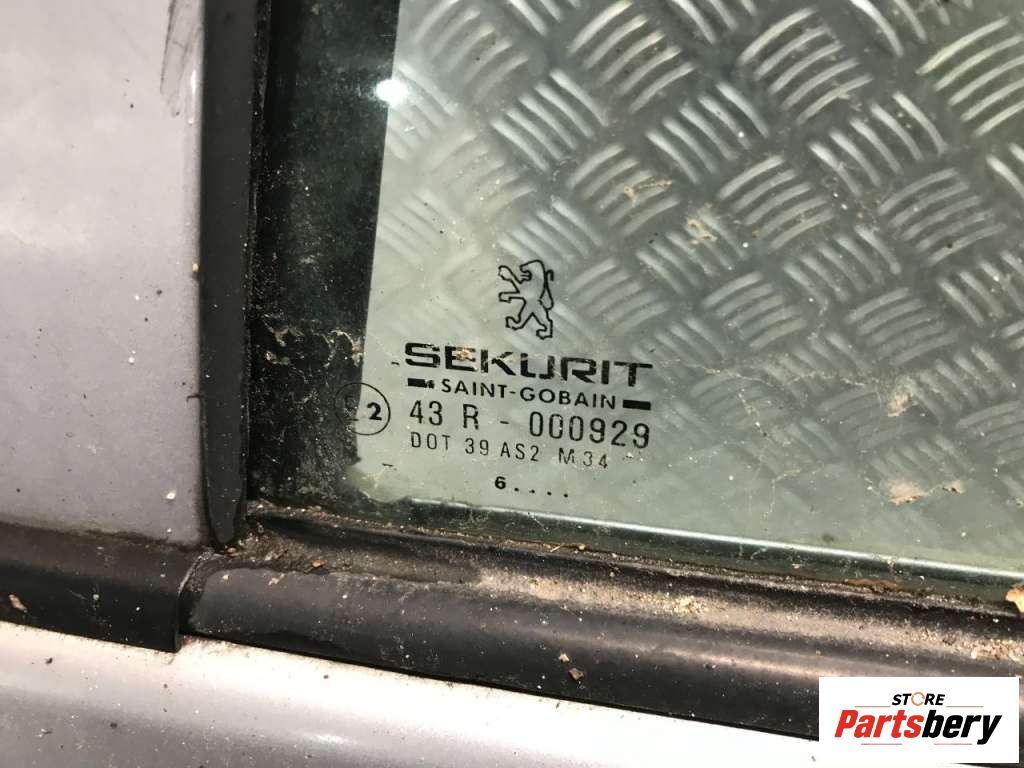 SEKURIT
SAINT-GOBAIN
E2 43 R - 000929
DOT 39 AS2 M34
6....
STORE
Partsbery